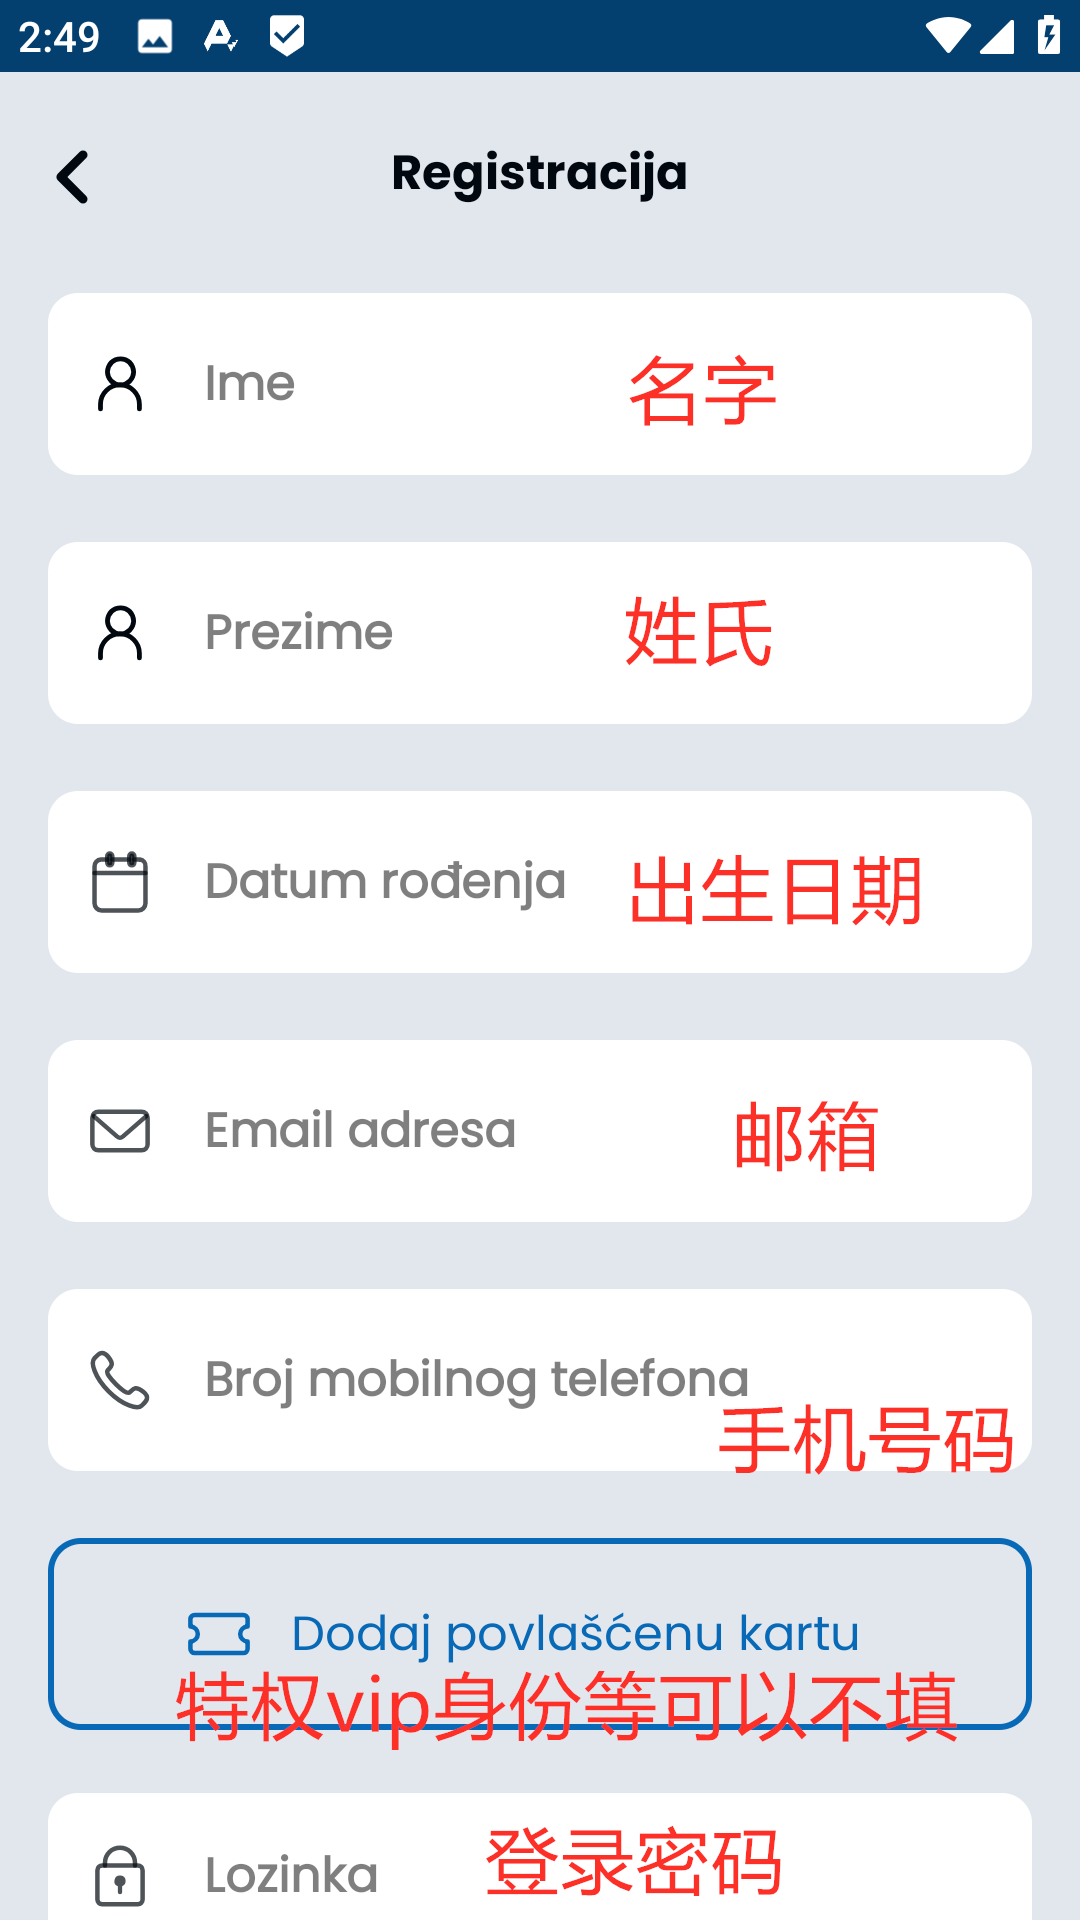 2:49
Registracija
Ime 名字
Prezime 姓氏
Datum rođenja 出生日期
Email adresa 邮箱
Broj mobilnog telefona
手机号码
Dodaj povlašćenu kartu
特权vip身份等可以不填
Lozinka 登录密码